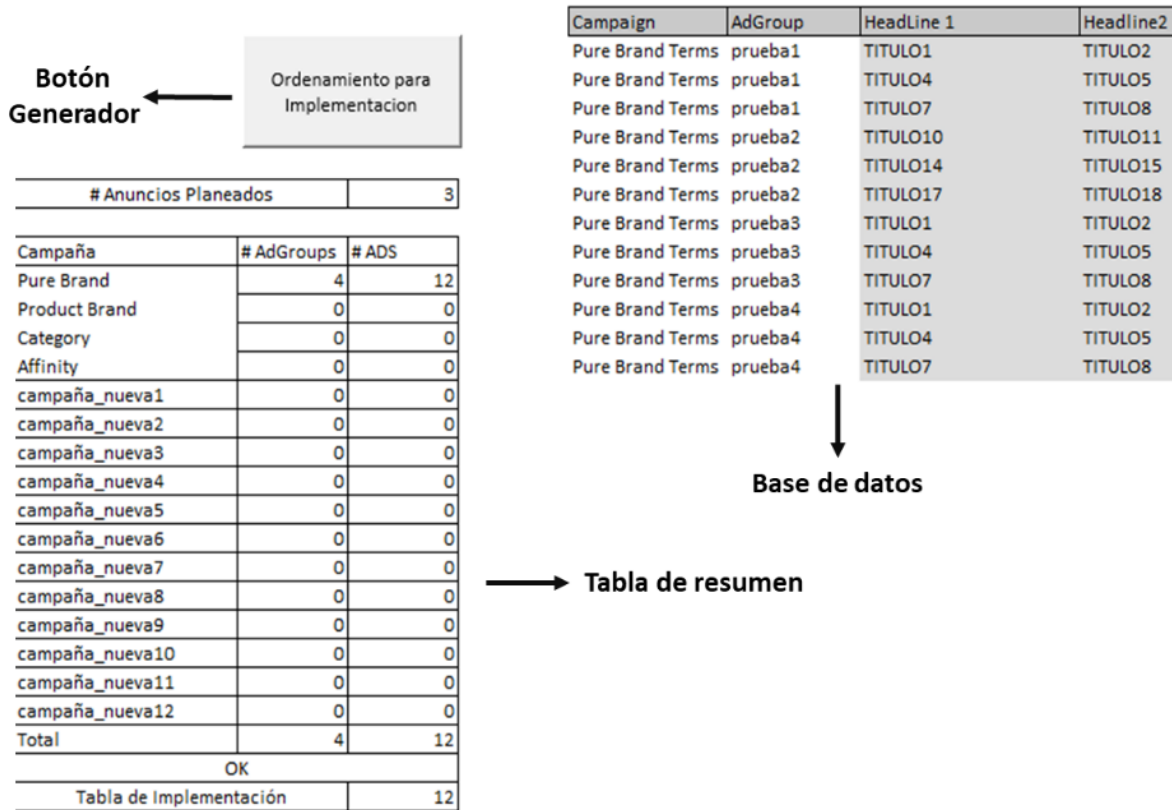 Botón
Generador
Ordenamiento para
Implementacion
# Anuncios Planeados 3
Campaña # AdGroups # ADS
Pure Brand 4 12
Product Brand 0 0
Category 0 0
Affinity 0 0
campaña_nueva1 0 0
campaña_nueva2 0 0
campaña_nueva3 0 0
campaña_nueva4 0 0
campaña_nueva5 0 0
campaña_nueva6 0 0
campaña_nueva7 0 0
campaña_nueva8 0 0
campaña_nueva9 0 0
campaña_nueva10 0 0
campaña_nueva11 0 0
campaña_nueva12 0 0
Total 4 12
OK
Tabla de Implementación 12
Campaign AdGroup HeadLine 1 Headline2
Pure Brand Terms prueba1 TITULO1 TITULO2
Pure Brand Terms prueba1 TITULO4 TITULO5
Pure Brand Terms prueba1 TITULO7 TITULO8
Pure Brand Terms prueba2 TITULO10 TITULO11
Pure Brand Terms prueba2 TITULO14 TITULO15
Pure Brand Terms prueba2 TITULO17 TITULO18
Pure Brand Terms prueba3 TITULO1 TITULO2
Pure Brand Terms prueba3 TITULO4 TITULO5
Pure Brand Terms prueba3 TITULO7 TITULO8
Pure Brand Terms prueba4 TITULO1 TITULO2
Pure Brand Terms prueba4 TITULO4 TITULO5
Pure Brand Terms prueba4 TITULO7 TITULO8
Base de datos
Tabla de resumen